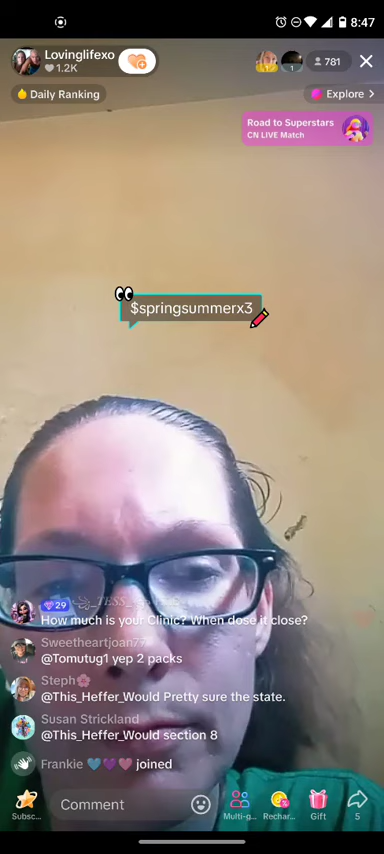 8:47
Lovinglifexo
1.2K
1
781
Daily Ranking
Explore >
Road to Superstars
CN LIVE Match
$springsummerx3
29
How much is your Clinic? When dose it close?
Sweetheartjoan77
@Tomutug1 yep 2 packs
Steph🌸
@This_Heffer_Would Pretty sure the state.
Susan Strickland
@This_Heffer_Would section 8
Frankie 🩵💜🩷 joined
Subsc...
Comment
Multi-g...
Rechar...
Gift
5